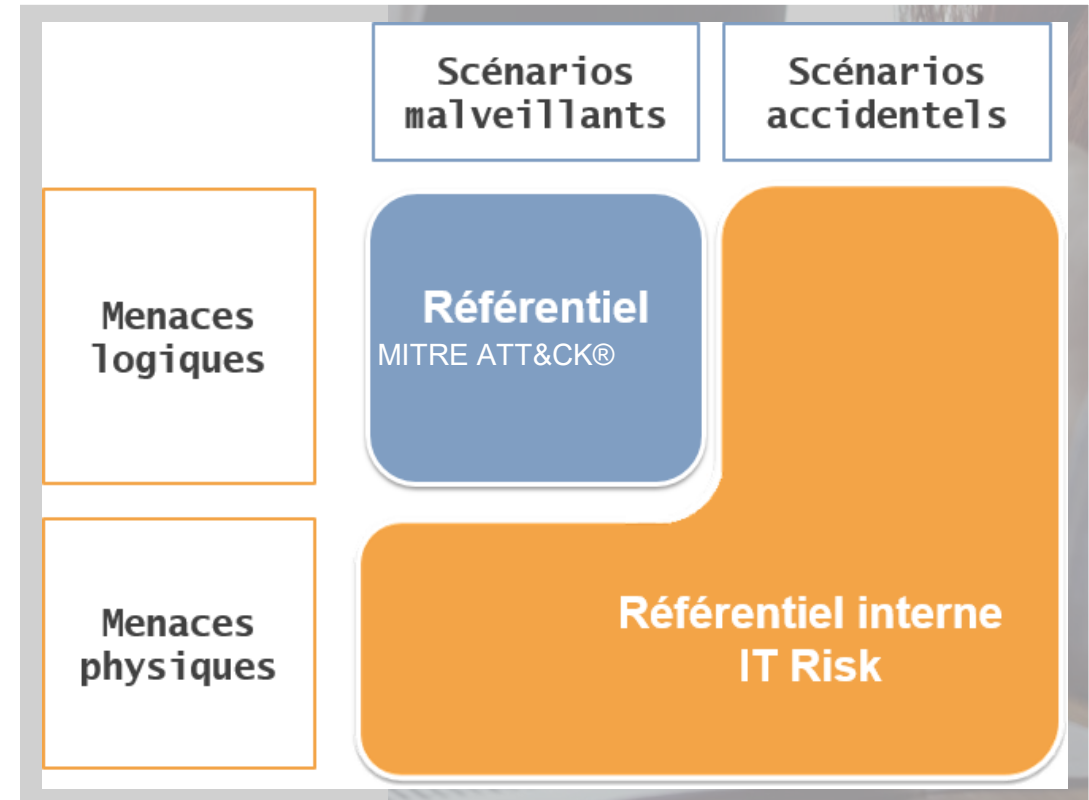 Scénarios
malveillants
Scénarios
accidentels
Menaces
logiques
Référentiel
MITRE ATT&CK®
Menaces
physiques
Référentiel interne
IT Risk